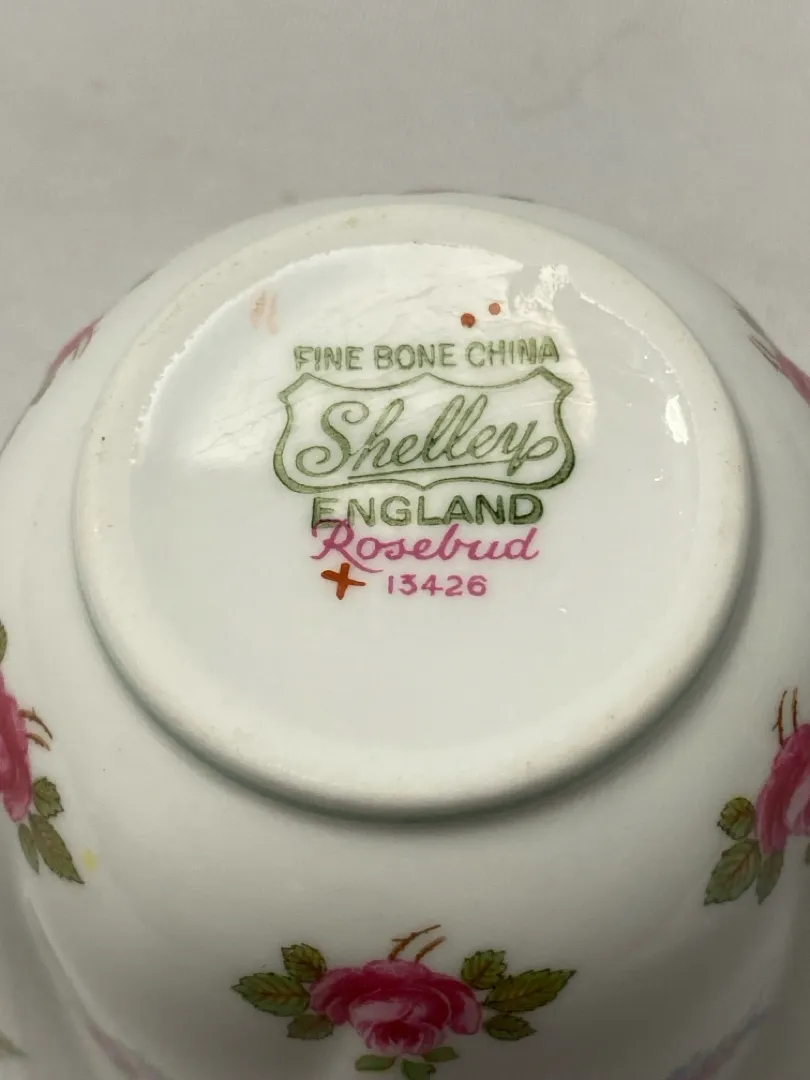 FINE BONE CHINA
Shelley
ENGLAND
Rosebud
13426